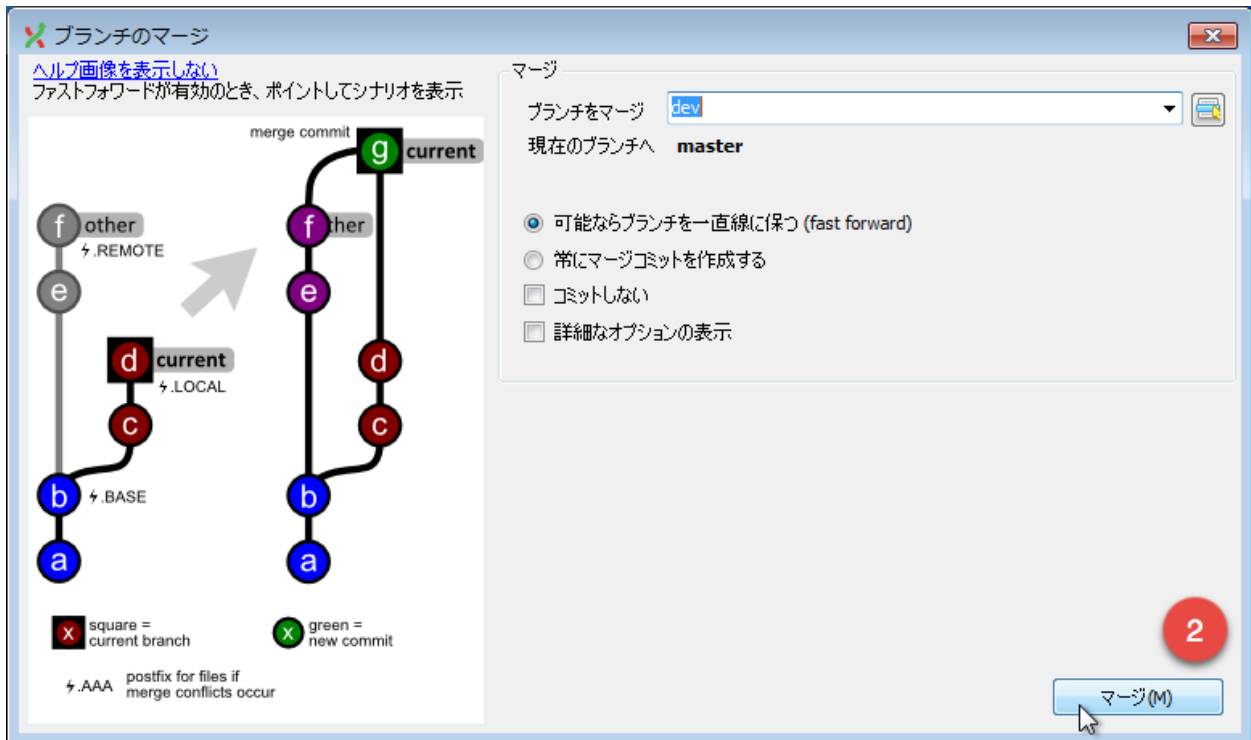 ブランチのマージ
ヘルプ画像を表示しない
ファストフォワードが有効のとき、ポイントしてシナリオを表示
merge commit
g current
f other
f ther
⚡.REMOTE
e
e
d current
d
⚡.LOCAL
c
c
b ⚡.BASE
b
a
a
x square =
current branch
x green =
new commit
⚡.AAA postfix for files if
merge conflicts occur
マージ
ブランチをマージ dev
現在のブランチへ master
可能ならブランチを一直線に保つ (fast forward)
常にマージコミットを作成する
コミットしない
詳細なオプションの表示
2
マージ(M)